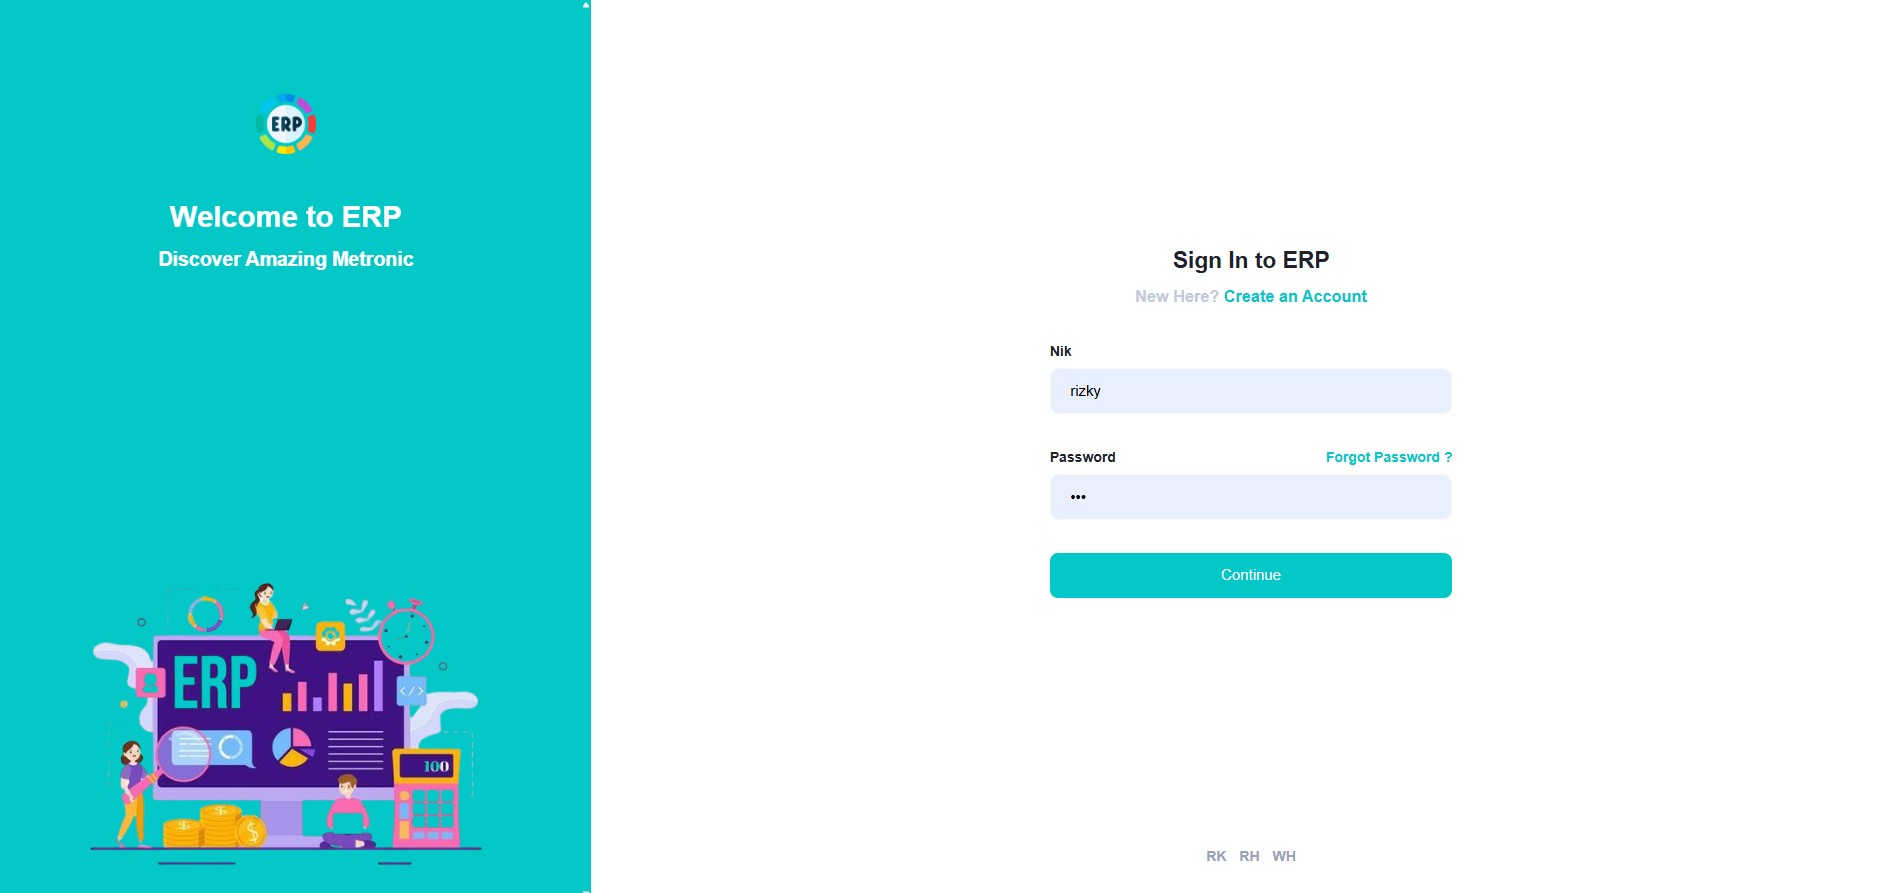 ERP
Welcome to ERP
Discover Amazing Metronic
ERP
</>
100
Sign In to ERP
New Here? Create an Account
Nik
rizky
Password Forgot Password ?
•••
Continue
RK RH WH